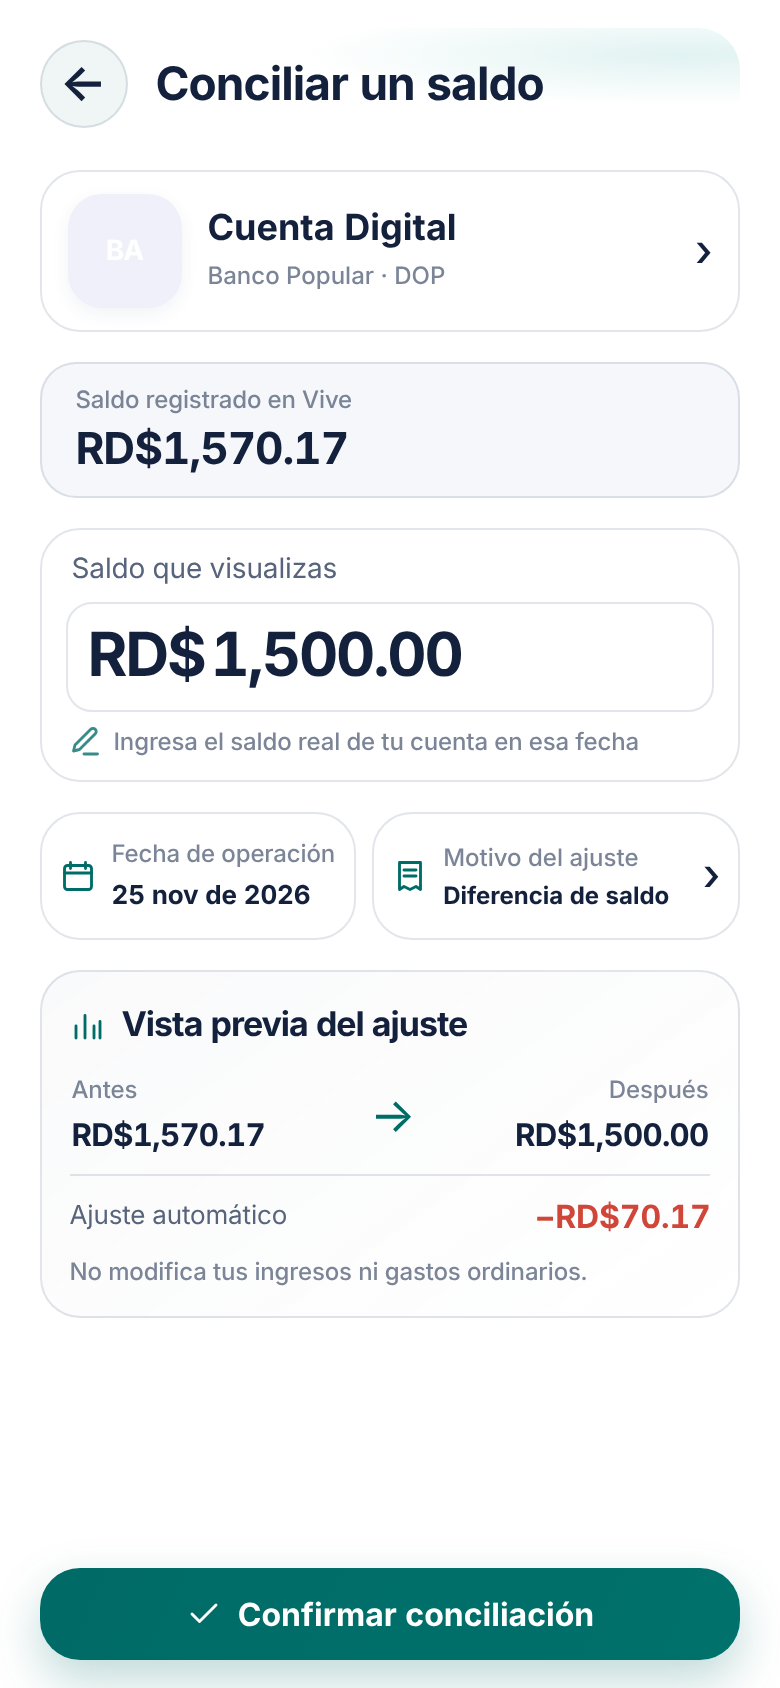 Conciliar un saldo
BA
Cuenta Digital
Banco Popular · DOP
Saldo registrado en Vive
RD$1,570.17
Saldo que visualizas
RD$ 1,500.00
Ingresa el saldo real de tu cuenta en esa fecha
Fecha de operación
25 nov de 2026
Motivo del ajuste
Diferencia de saldo
Vista previa del ajuste
Antes
RD$1,570.17
Después
RD$1,500.00
Ajuste automático
–RD$70.17
No modifica tus ingresos ni gastos ordinarios.
Confirmar conciliación